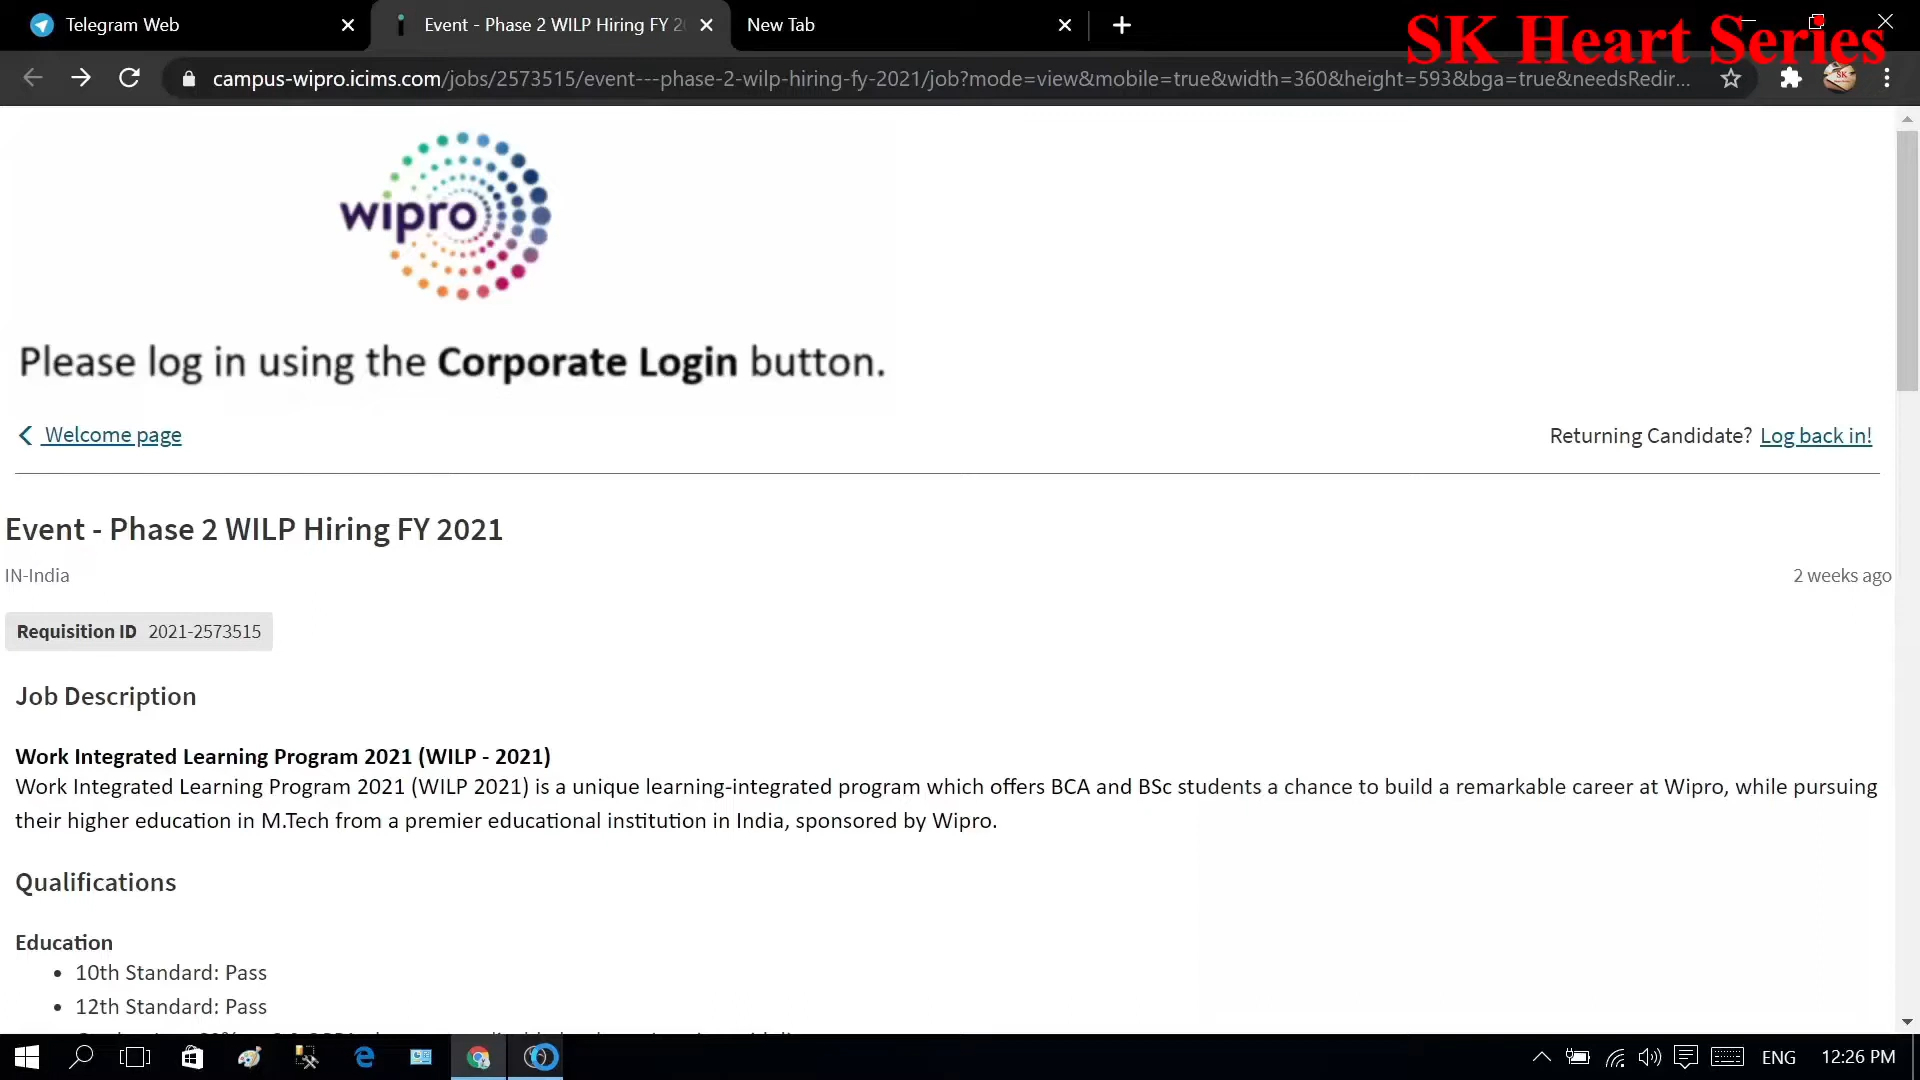 Telegram Web
Event - Phase 2 WILP Hiring FY 2
New Tab
SK Heart Series
campus-wipro.icims.com/jobs/2573515/event---phase-2-wilp-hiring-fy-2021/job?mode=view&mobile=true&width=360&height=593&bga=true&needsRedir...
wipro
Please log in using the Corporate Login button.
Welcome page
Returning Candidate? Log back in!
Event - Phase 2 WILP Hiring FY 2021
IN-India
2 weeks ago
Requisition ID 2021-2573515
Job Description
Work Integrated Learning Program 2021 (WILP - 2021)
Work Integrated Learning Program 2021 (WILP 2021) is a unique learning-integrated program which offers BCA and BSc students a chance to build a remarkable career at Wipro, while pursuing
their higher education in M.Tech from a premier educational institution in India, sponsored by Wipro.
Qualifications
Education
• 10th Standard: Pass
• 12th Standard: Pass
ENG
12:26 PM